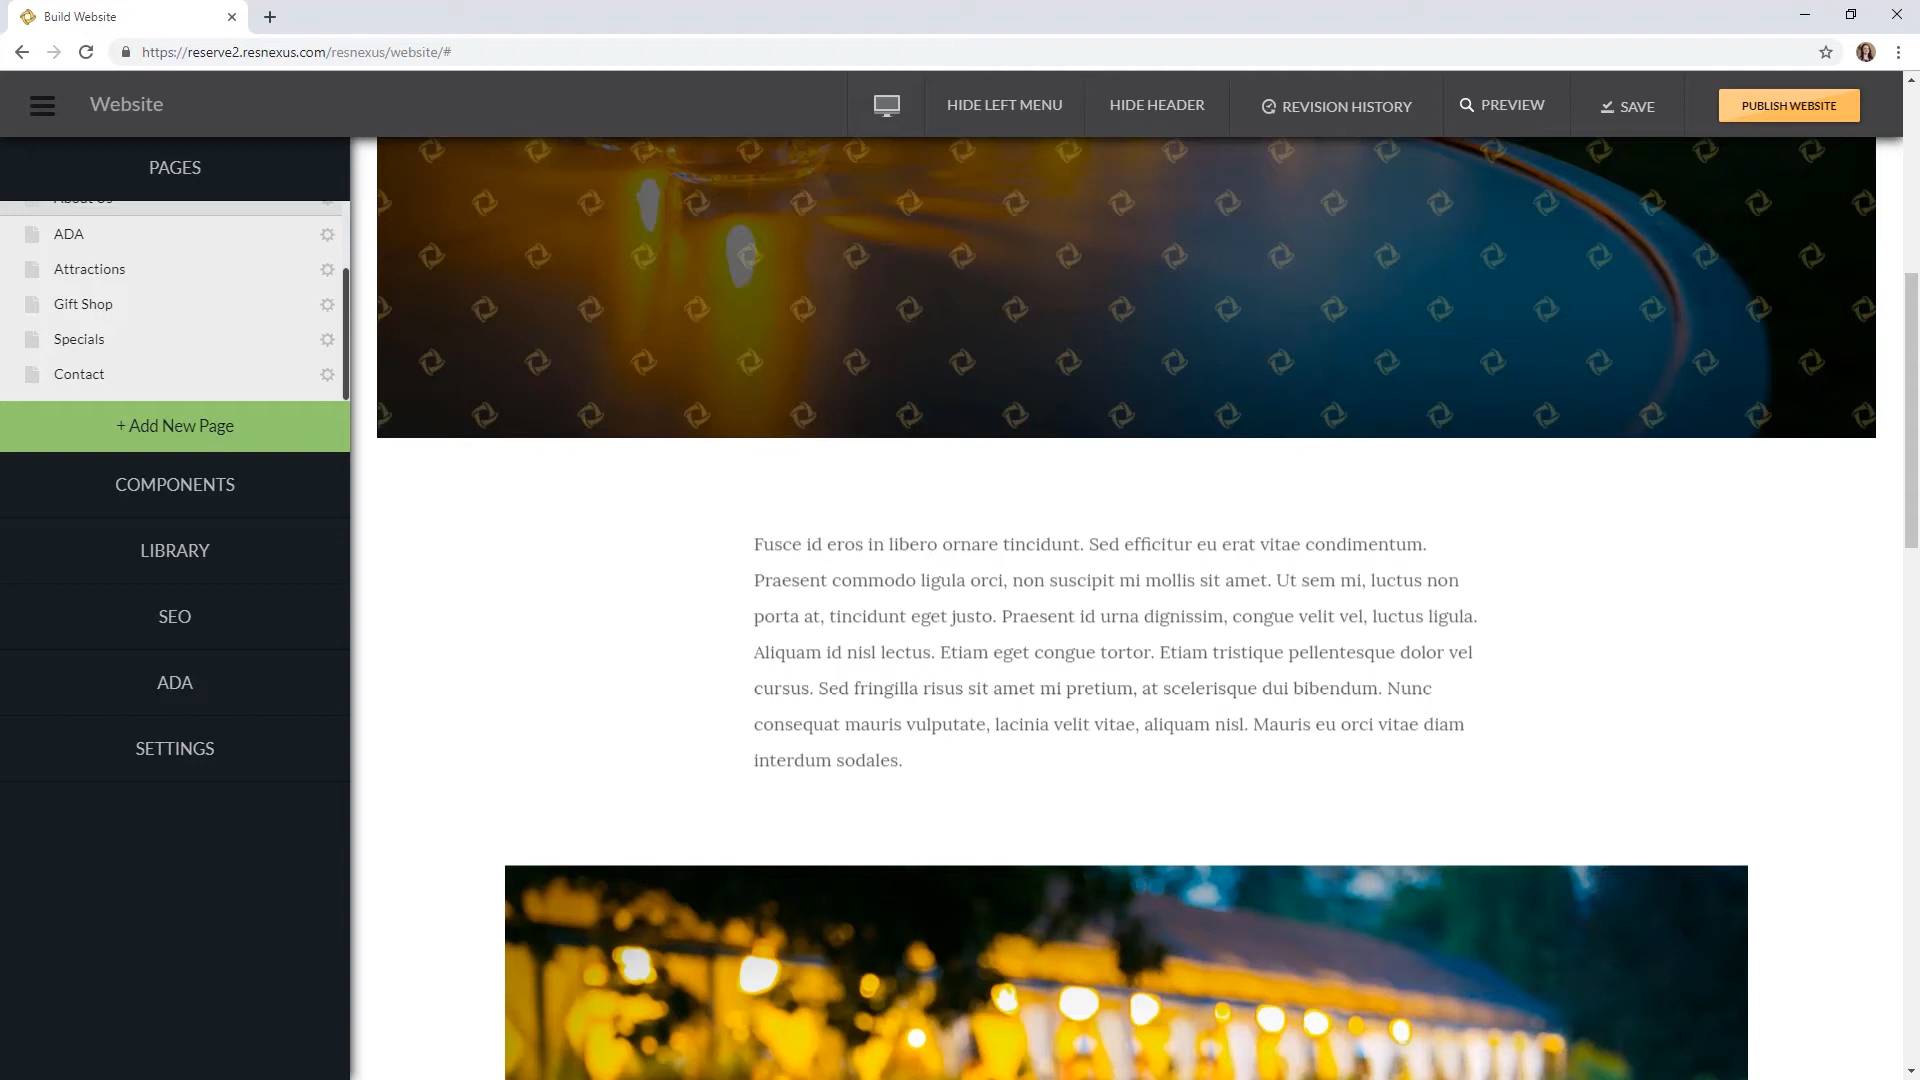 Build Website
https://reserve2.resnexus.com/resnexus/website/#
Website
HIDE LEFT MENU
HIDE HEADER
REVISION HISTORY
PREVIEW
SAVE
PUBLISH WEBSITE
PAGES
About Us
ADA
Attractions
Gift Shop
Specials
Contact
+ Add New Page
COMPONENTS
LIBRARY
SEO
ADA
SETTINGS
Fusce id eros in libero ornare tincidunt. Sed efficitur eu erat vitae condimentum.
Praesent commodo ligula orci, non suscipit mi mollis sit amet. Ut sem mi, luctus non
porta at, tincidunt eget justo. Praesent id urna dignissim, congue velit vel, luctus ligula.
Aliquam id nisl lectus. Etiam eget congue tortor. Etiam tristique pellentesque dolor vel
cursus. Sed fringilla risus sit amet mi pretium, at scelerisque dui bibendum. Nunc
consequat mauris vulputate, lacinia velit vitae, aliquam nisl. Mauris eu orci vitae diam
interdum sodales.